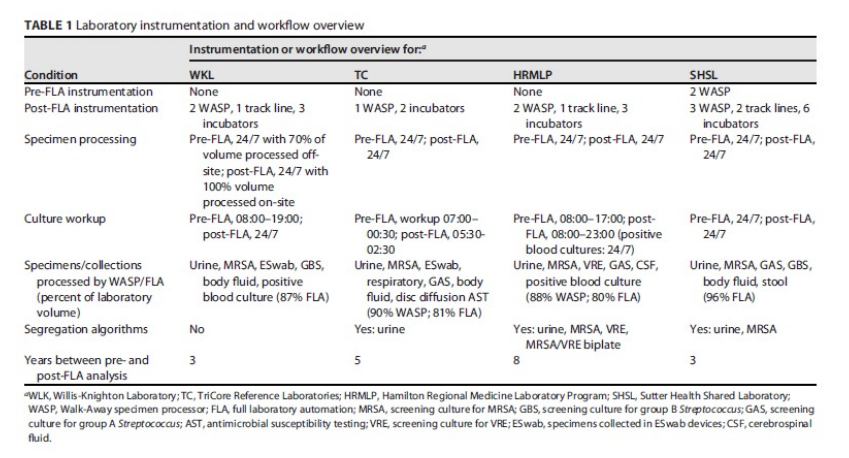 TABLE 1 Laboratory instrumentation and workflow overview
Instrumentation or workflow overview for:a
Condition WKL TC HRMLP SHSL
Pre-FLA instrumentation None None None 2 WASP
Post-FLA instrumentation 2 WASP, 1 track line, 3 1 WASP, 2 incubators 2 WASP, 1 track line, 3 3 WASP, 2 track lines, 6
incubators incubators incubators
Specimen processing Pre-FLA, 24/7 with 70% of Pre-FLA, 24/7; post-FLA, Pre-FLA, 24/7; post-FLA, 24/7 Pre-FLA, 24/7; post-FLA,
volume processed off- 24/7 24/7
site; post-FLA, 24/7 with
100% volume
processed on-site
Culture workup Pre-FLA, 08:00–19:00; Pre-FLA, workup 07:00– Pre-FLA, 08:00–17:00; post- Pre-FLA, 24/7; post-FLA,
post-FLA, 24/7 00:30; post-FLA, 05:30- FLA, 08:00–23:00 (positive 24/7
02:30 blood cultures: 24/7)
Specimens/collections Urine, MRSA, ESwab, GBS, Urine, MRSA, ESwab, Urine, MRSA, VRE, GAS, CSF, Urine, MRSA, GAS, GBS,
processed by WASP/FLA body fluid, positive respiratory, GAS, body positive blood culture body fluid, stool
(percent of laboratory blood culture (87% FLA) fluid, disc diffusion AST (88% WASP; 80% FLA) (96% FLA)
volume) (90% WASP; 81% FLA)
Segregation algorithms No Yes: urine Yes: urine, MRSA, VRE, Yes: urine, MRSA
MRSA/VRE biplate
Years between pre- and 3 5 8 3
post-FLA analysis
aWLK, Willis-Knighton Laboratory; TC, TriCore Reference Laboratories; HRMLP, Hamilton Regional Medicine Laboratory Program; SHSL, Sutter Health Shared Laboratory;
WASP, Walk-Away specimen processor; FLA, full laboratory automation; MRSA, screening culture for MRSA; GBS, screening culture for group B Streptococcus; GAS, screening
culture for group A Streptococcus; AST, antimicrobial susceptibility testing; VRE, screening culture for VRE; ESwab, specimens collected in ESwab devices; CSF, cerebrospinal
fluid.